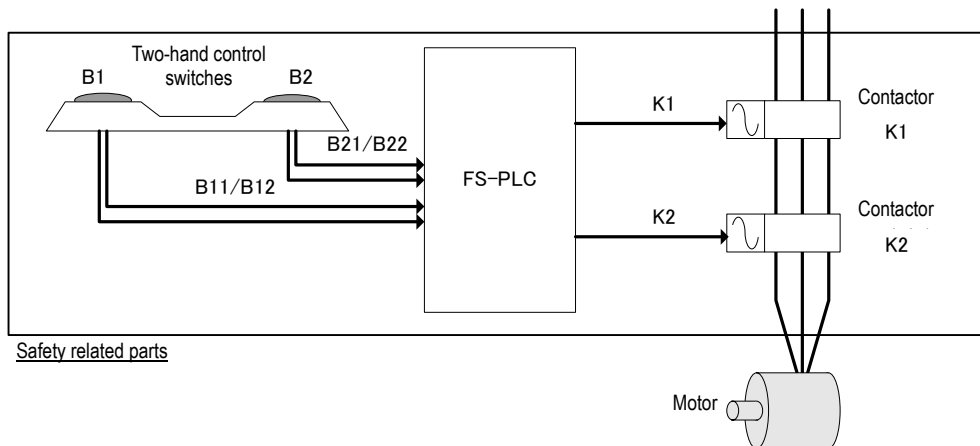 Two-hand control
switches
B1
B2
B21/B22
B11/B12
FS-PLC
K1
K2
Contactor
K1
Contactor
K2
Safety related parts
Motor